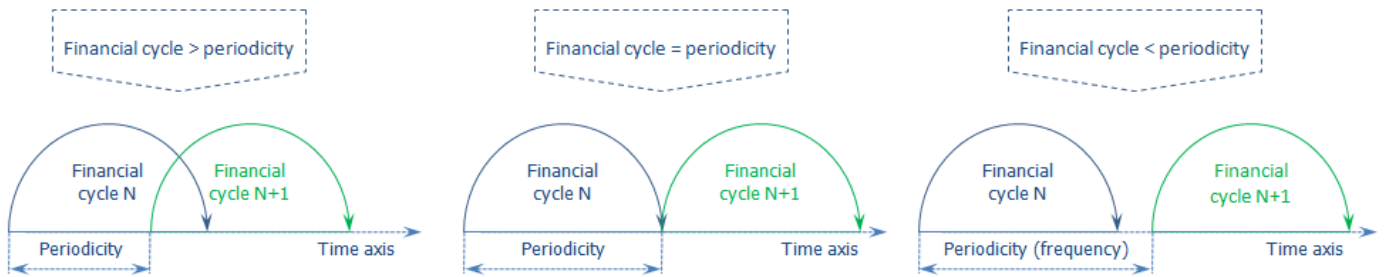 Financial cycle > periodicity
Financial
cycle N
Financial
cycle N+1
Periodicity
Time axis
Financial cycle = periodicity
Financial
cycle N
Financial
cycle N+1
Periodicity
Time axis
Financial cycle < periodicity
Financial
cycle N
Financial
cycle N+1
Periodicity (frequency)
Time axis